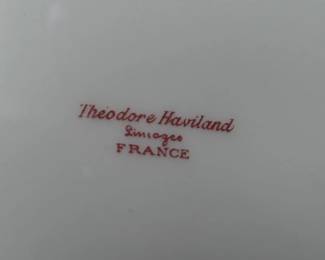 Theodore Haviland
Limoges
FRANCE